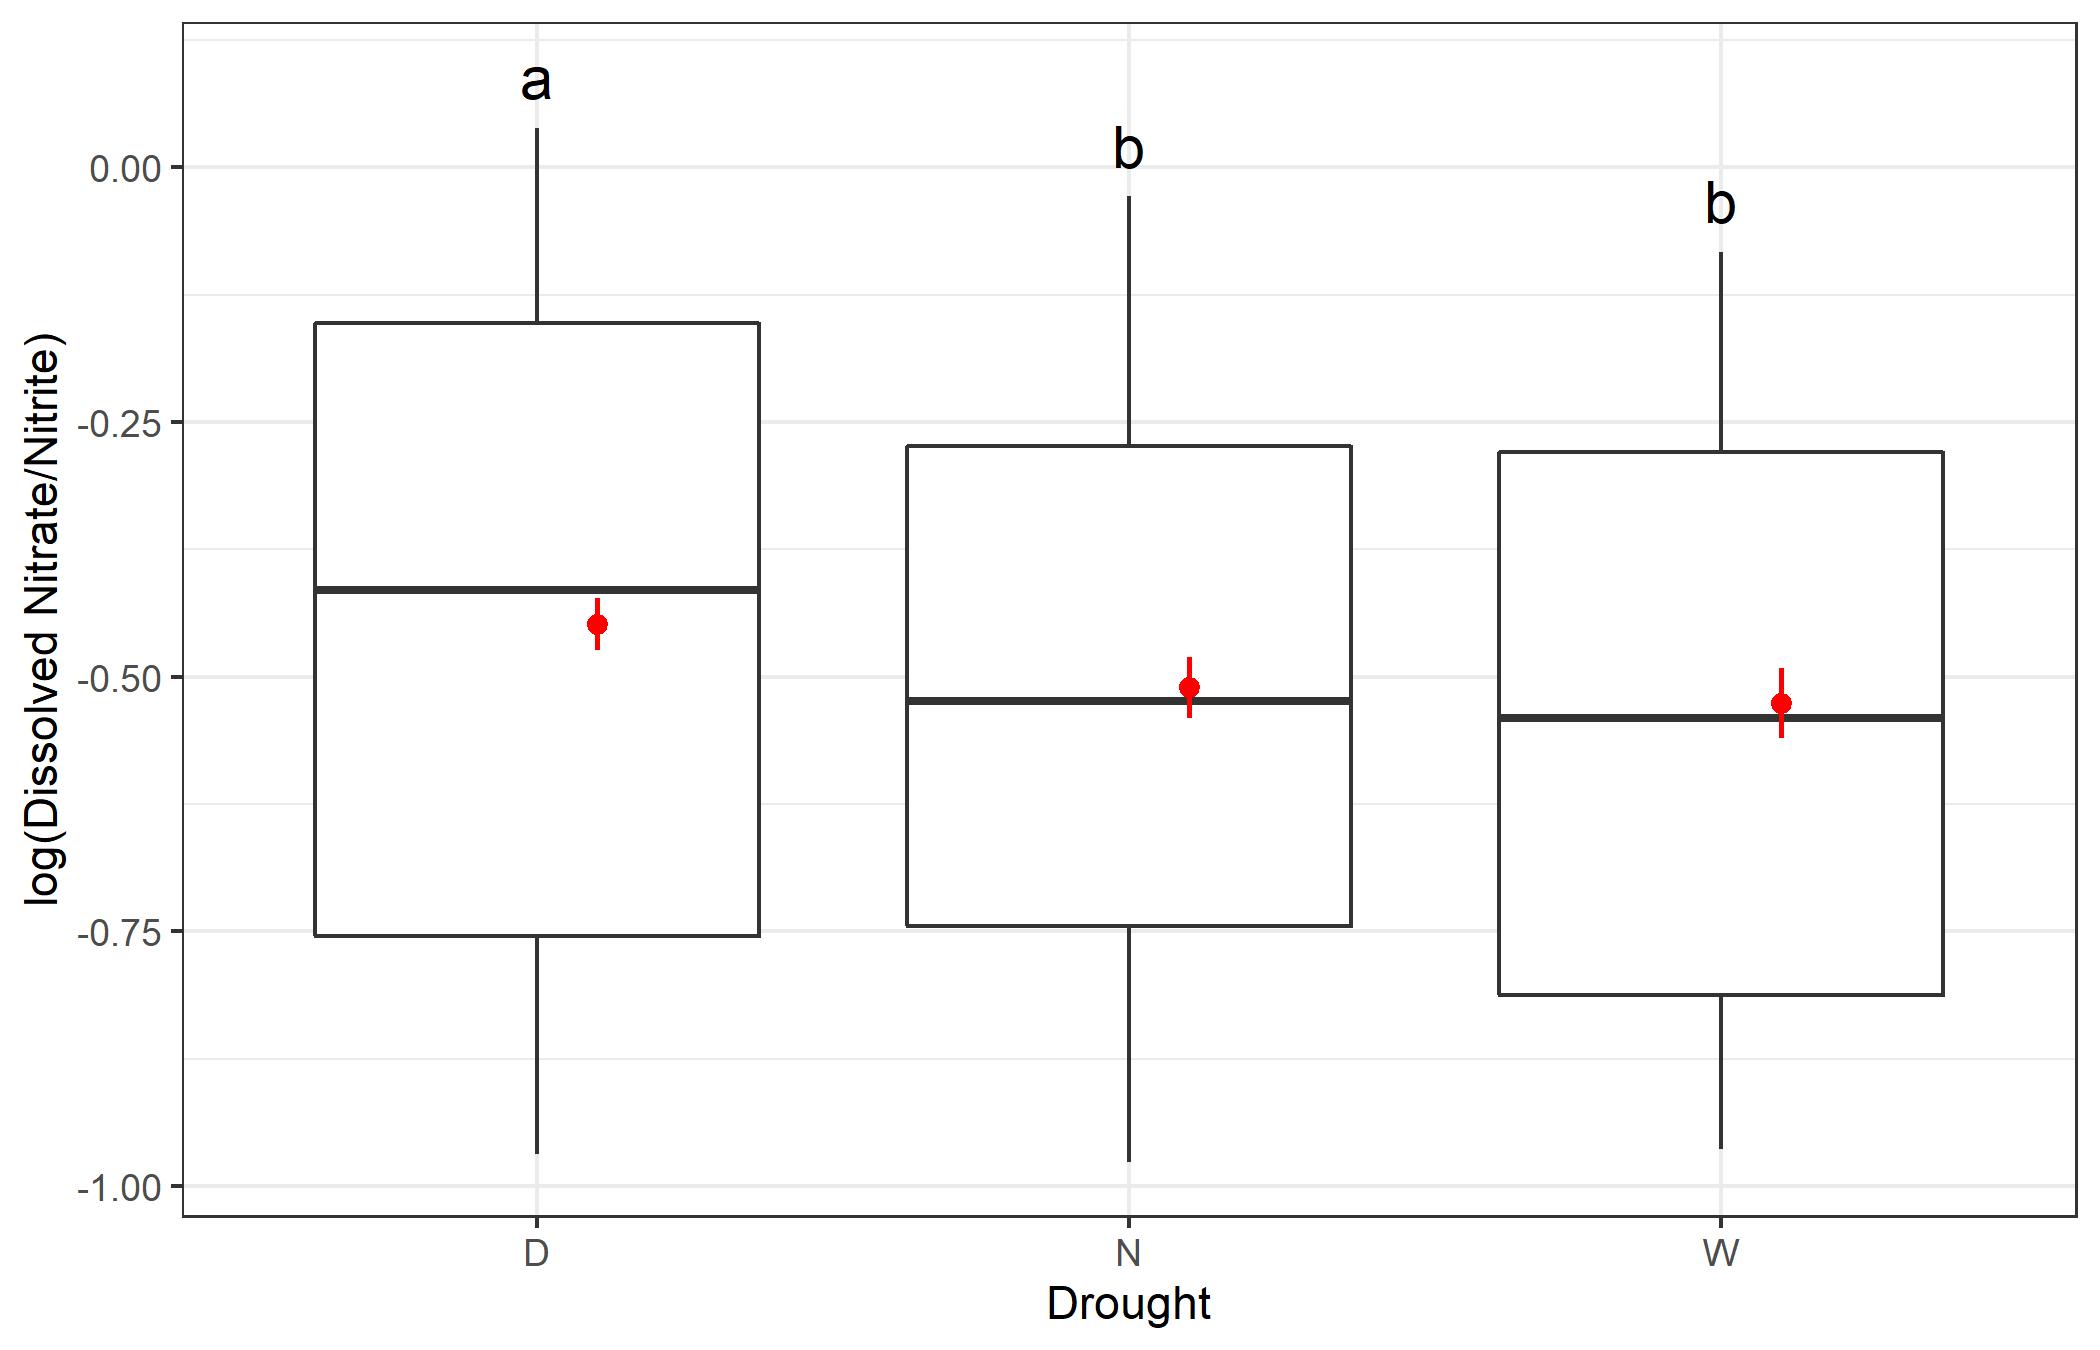 a
b
b
0.00
-0.25
-0.50
-0.75
-1.00
log(Dissolved Nitrate/Nitrite)
D
N
W
Drought